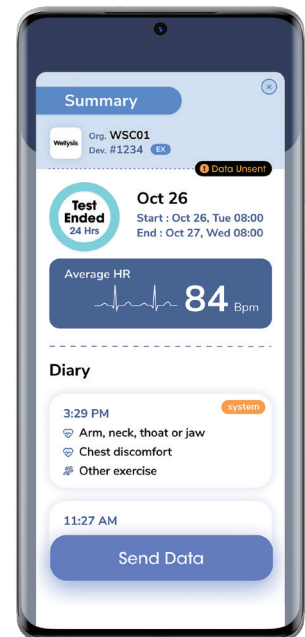 Summary
Wellysis
Org. WSC01
Dev. #1234 EX
! Data Unsent
Test
Ended
24 Hrs
Oct 26
Start : Oct 26, Tue 08:00
End : Oct 27, Wed 08:00
Average HR
84 Bpm
Diary
3:29 PM
system
Arm, neck, thoat or jaw
Chest discomfort
Other exercise
11:27 AM
Send Data